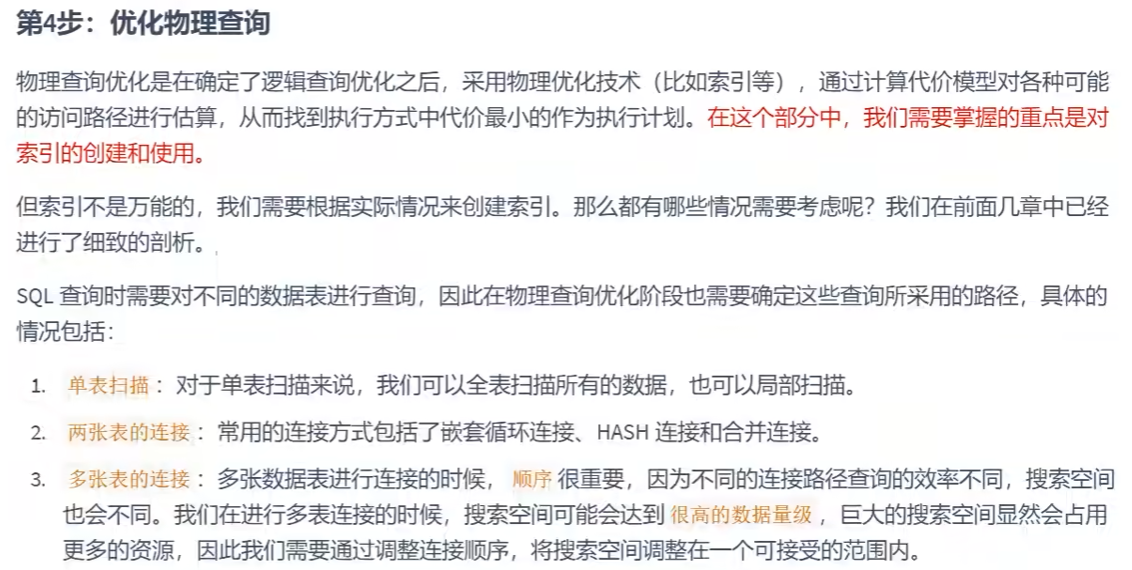 第4步：优化物理查询
物理查询优化是在确定了逻辑查询优化之后，采用物理优化技术（比如索引等），通过计算代价模型对各种可能
的访问路径进行估算，从而找到执行方式中代价最小的作为执行计划。在这个部分中，我们需要掌握的重点是对
索引的创建和使用。
但索引不是万能的，我们需要根据实际情况来创建索引。那么都有哪些情况需要考虑呢？我们在前面几章中已经
进行了细致的剖析。
SQL 查询时需要对不同的数据表进行查询，因此在物理查询优化阶段也需要确定这些查询所采用的路径，具体的
情况包括：
1. 单表扫描：对于单表扫描来说，我们可以全表扫描所有的数据，也可以局部扫描。
2. 两张表的连接：常用的连接方式包括了嵌套循环连接、HASH 连接和合并连接。
3. 多张表的连接：多张数据表进行连接的时候，顺序 很重要，因为不同的连接路径查询的效率不同，搜索空间
也会不同。我们在进行多表连接的时候，搜索空间可能会达到 很高的数据量级，巨大的搜索空间显然会占用
更多的资源，因此我们需要通过调整连接顺序，将搜索空间调整在一个可接受的范围内。